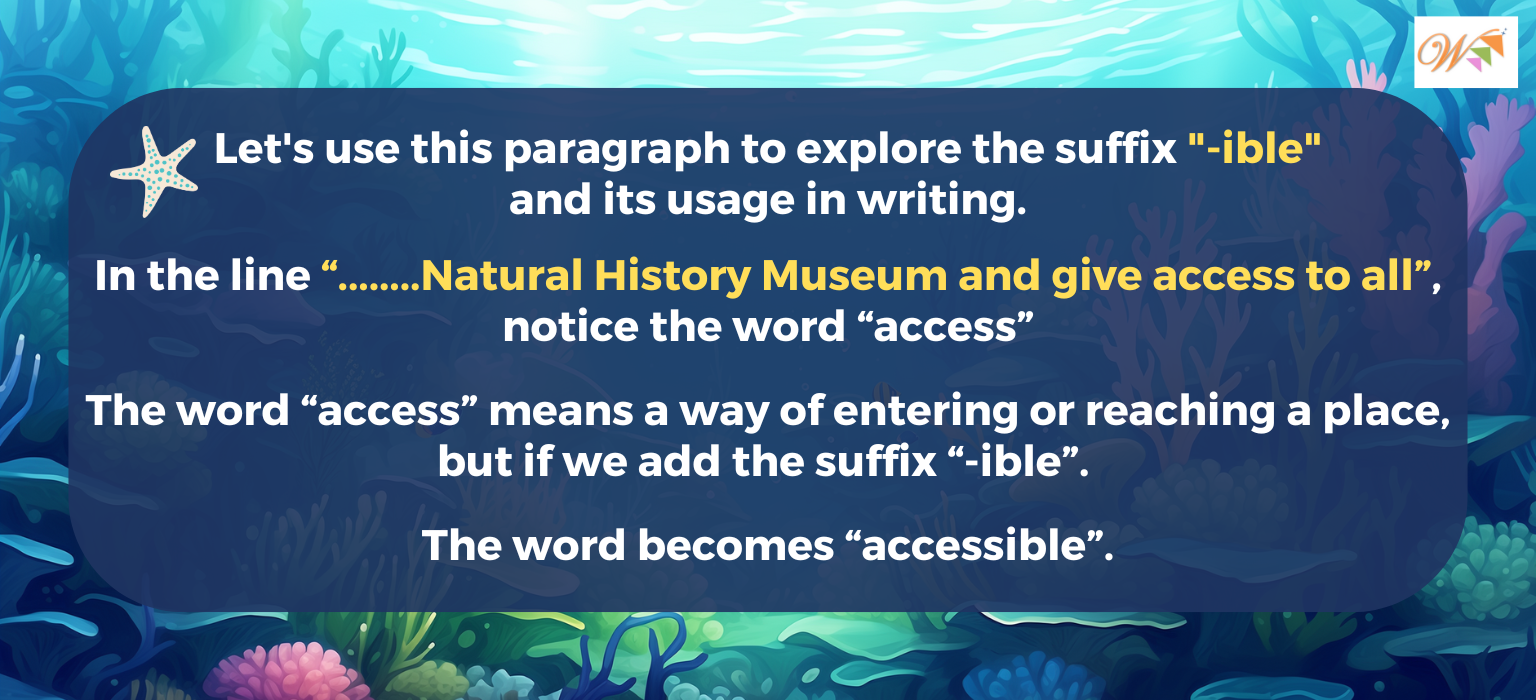 W
Let's use this paragraph to explore the suffix "-ible"
and its usage in writing.
In the line “........Natural History Museum and give access to all”,
notice the word “access”
The word “access” means a way of entering or reaching a place,
but if we add the suffix “-ible”.
The word becomes “accessible”.